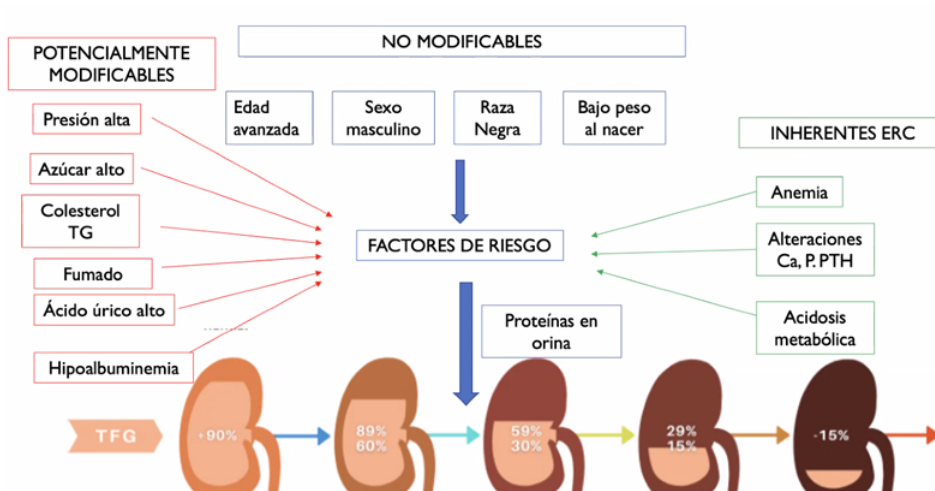 NO MODIFICABLES
POTENCIALMENTE
MODIFICABLES
Edad
avanzada
Sexo
masculino
Raza
Negra
Bajo peso
al nacer
INHERENTES ERC
Presión alta
Azúcar alto
Colesterol
TG
Fumado
Ácido úrico alto
Hipoalbuminemia
FACTORES DE RIESGO
Anemia
Alteraciones
Ca, P. PTH
Acidosis
metabólica
Proteínas en
orina
TFG
+90%
89%
60%
59%
30%
29%
15%
-15%